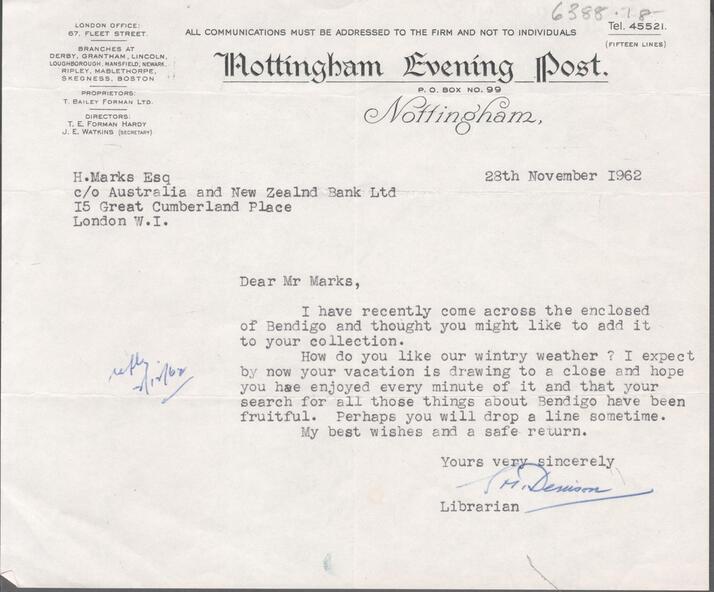 6388.78
LONDON OFFICE:
67, FLEET STREET.
BRANCHES AT
DERBY, GRANTHAM, LINCOLN,
LOUGHBOROUGH, MANSFIELD, NEWARK,
RIPLEY, MABLETHORPE,
SKEGNESS, BOSTON
PROPRIETORS:
T. BAILEY FORMAN LTD.
DIRECTORS:
T. E. FORMAN HARDY
J. E. WATKINS (SECRETARY)
ALL COMMUNICATIONS MUST BE ADDRESSED TO THE FIRM AND NOT TO INDIVIDUALS
Tel. 45521.
(FIFTEEN LINES)
Nottingham Evening Post.
P.O. BOX NO. 99
Nottingham,
H.Marks Esq
c/o Australia and New Zealnd Bank Ltd
I5 Great Cumberland Place
London W.I.
28th November I962
Dear Mr Marks,
I have recently come across the enclosed
of Bendigo and thought you might like to add it
to your collection.
How do you like our wintry weather ? I expect
by now your vacation is drawing to a close and hope
you hae enjoyed every minute of it and that your
search for all those things about Bendigo have been
fruitful. Perhaps you will drop a line sometime.
My best wishes and a safe return.
Yours very sincerely
Denison
Librarian